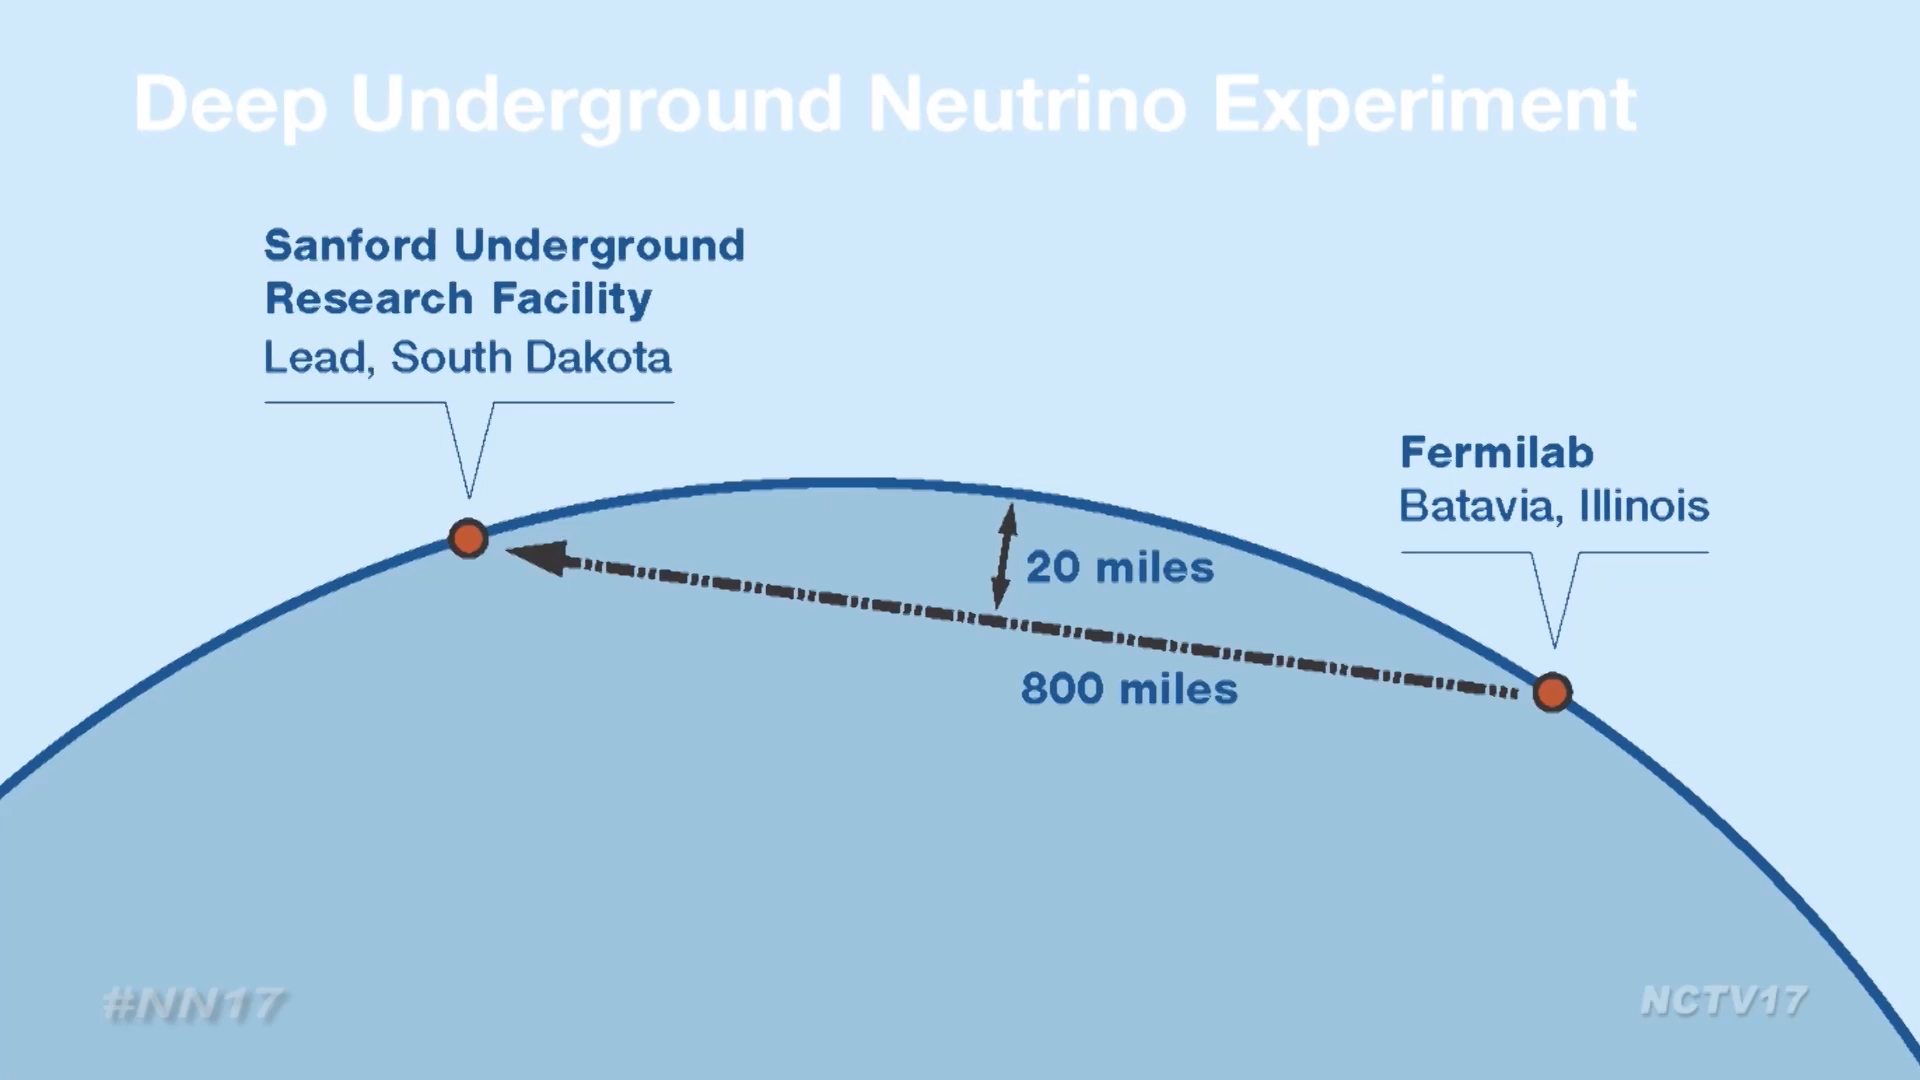 Deep Underground Neutrino Experiment
Sanford Underground
Research Facility
Lead, South Dakota
Fermilab
Batavia, Illinois
20 miles
800 miles
#NN17
NCTV17